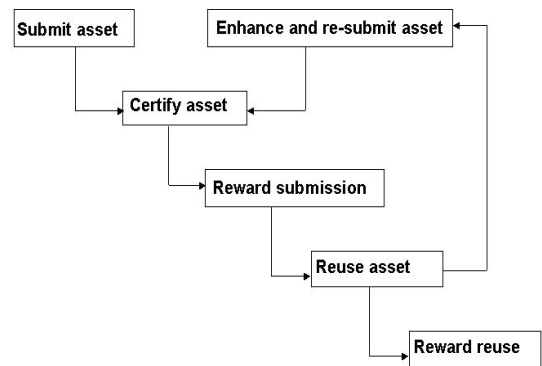 Submit asset
Enhance and re-submit asset
Certify asset
Reward submission
Reuse asset
Reward reuse